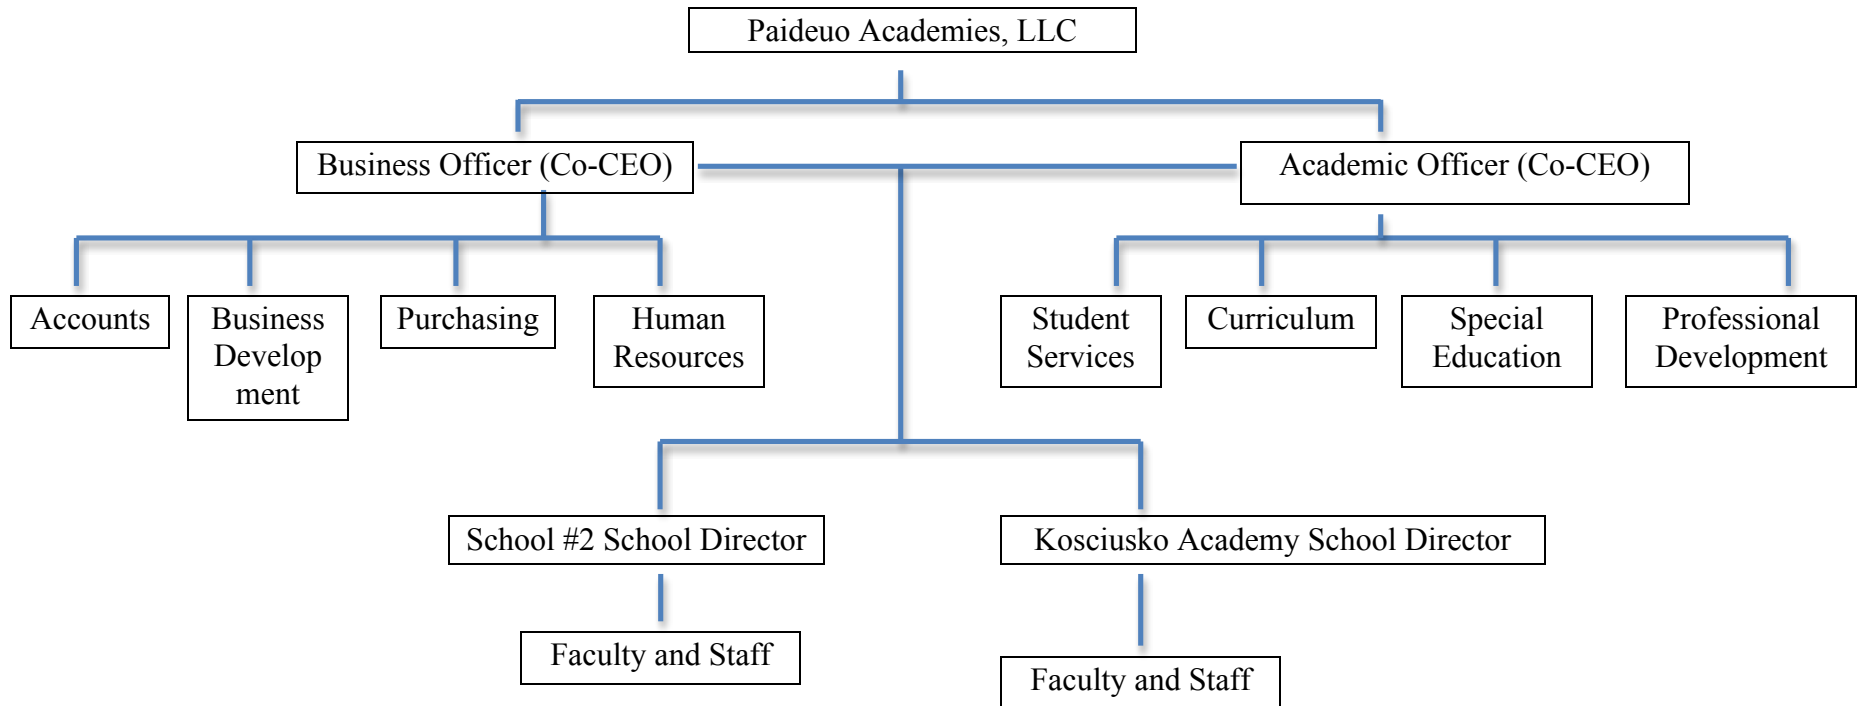 Paideuo Academies, LLC
Business Officer (Co-CEO)
Academic Officer (Co-CEO)
Accounts
Business
Develop
ment
Purchasing
Human
Resources
Student
Services
Curriculum
Special
Education
Professional
Development
School #2 School Director
Kosciusko Academy School Director
Faculty and Staff
Faculty and Staff